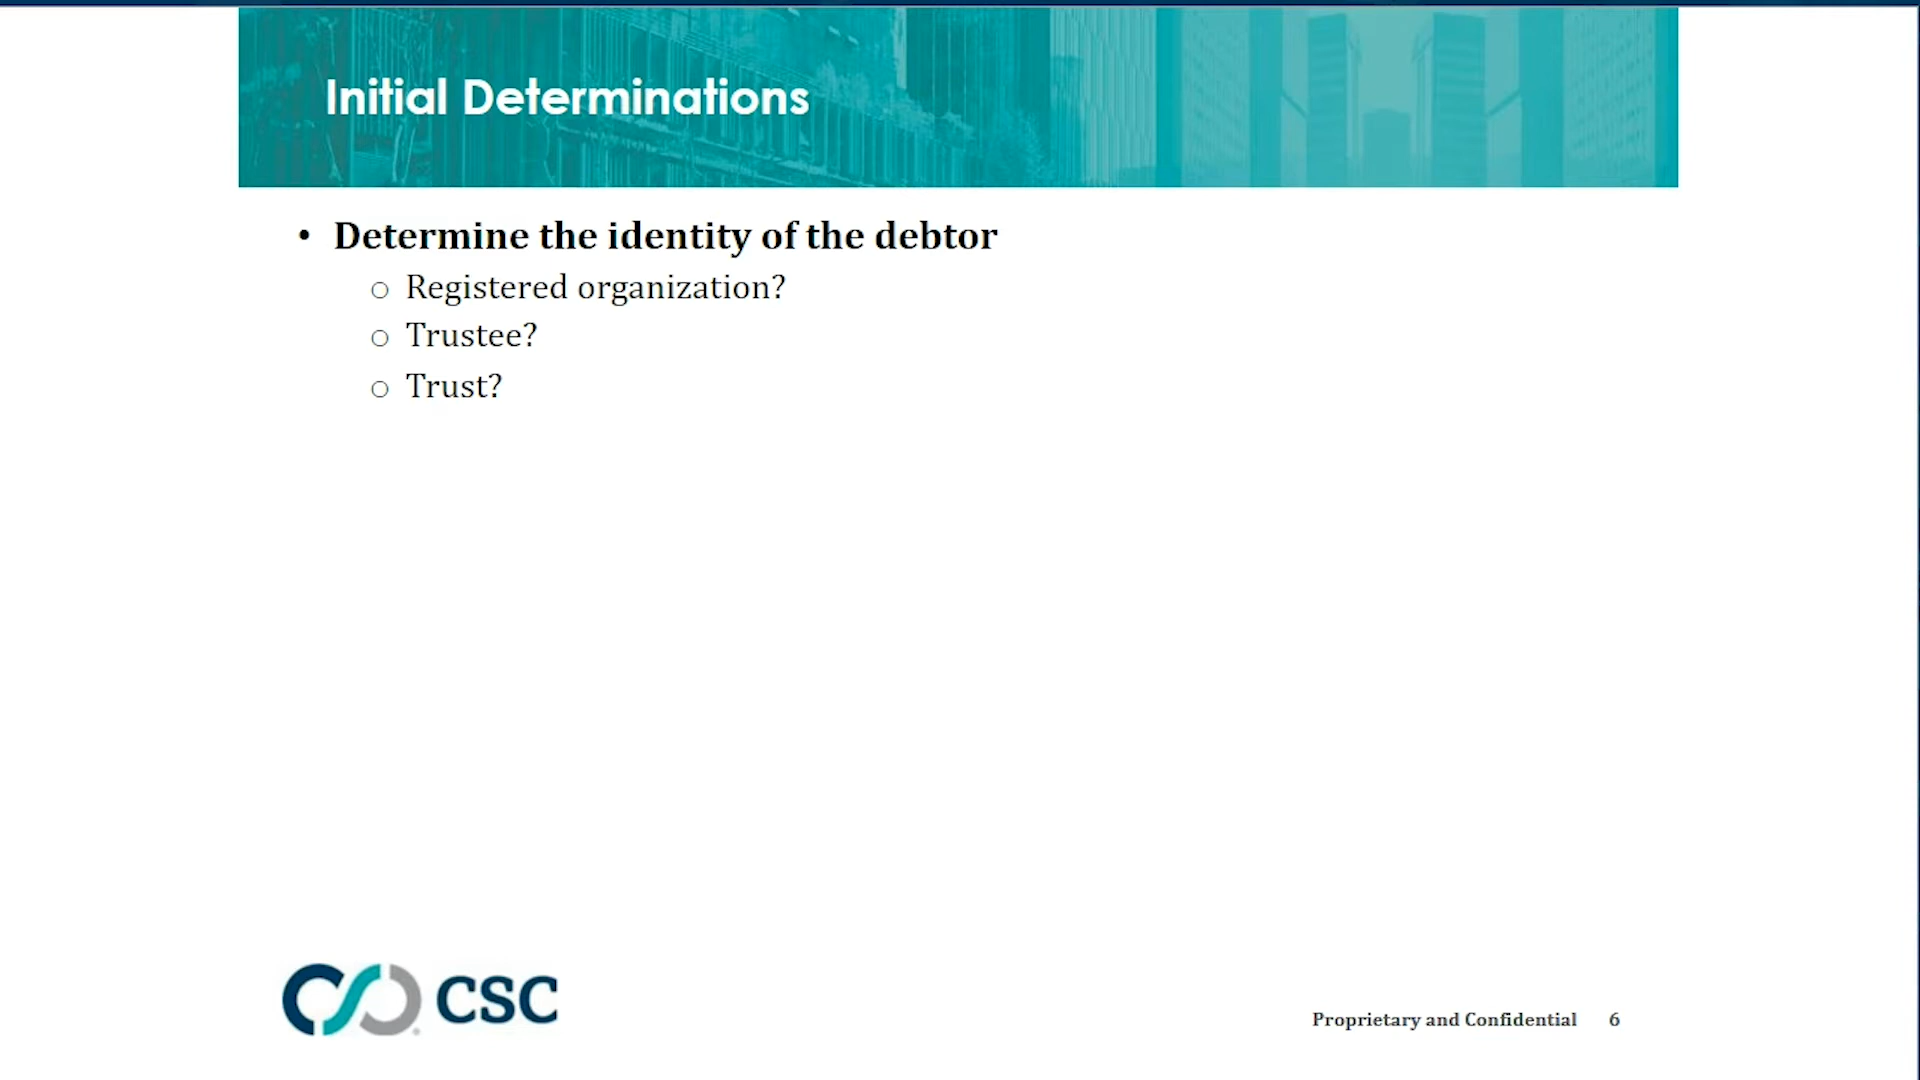 Initial Determinations
• Determine the identity of the debtor
○ Registered organization?
○ Trustee?
○ Trust?
CSC
Proprietary and Confidential 6